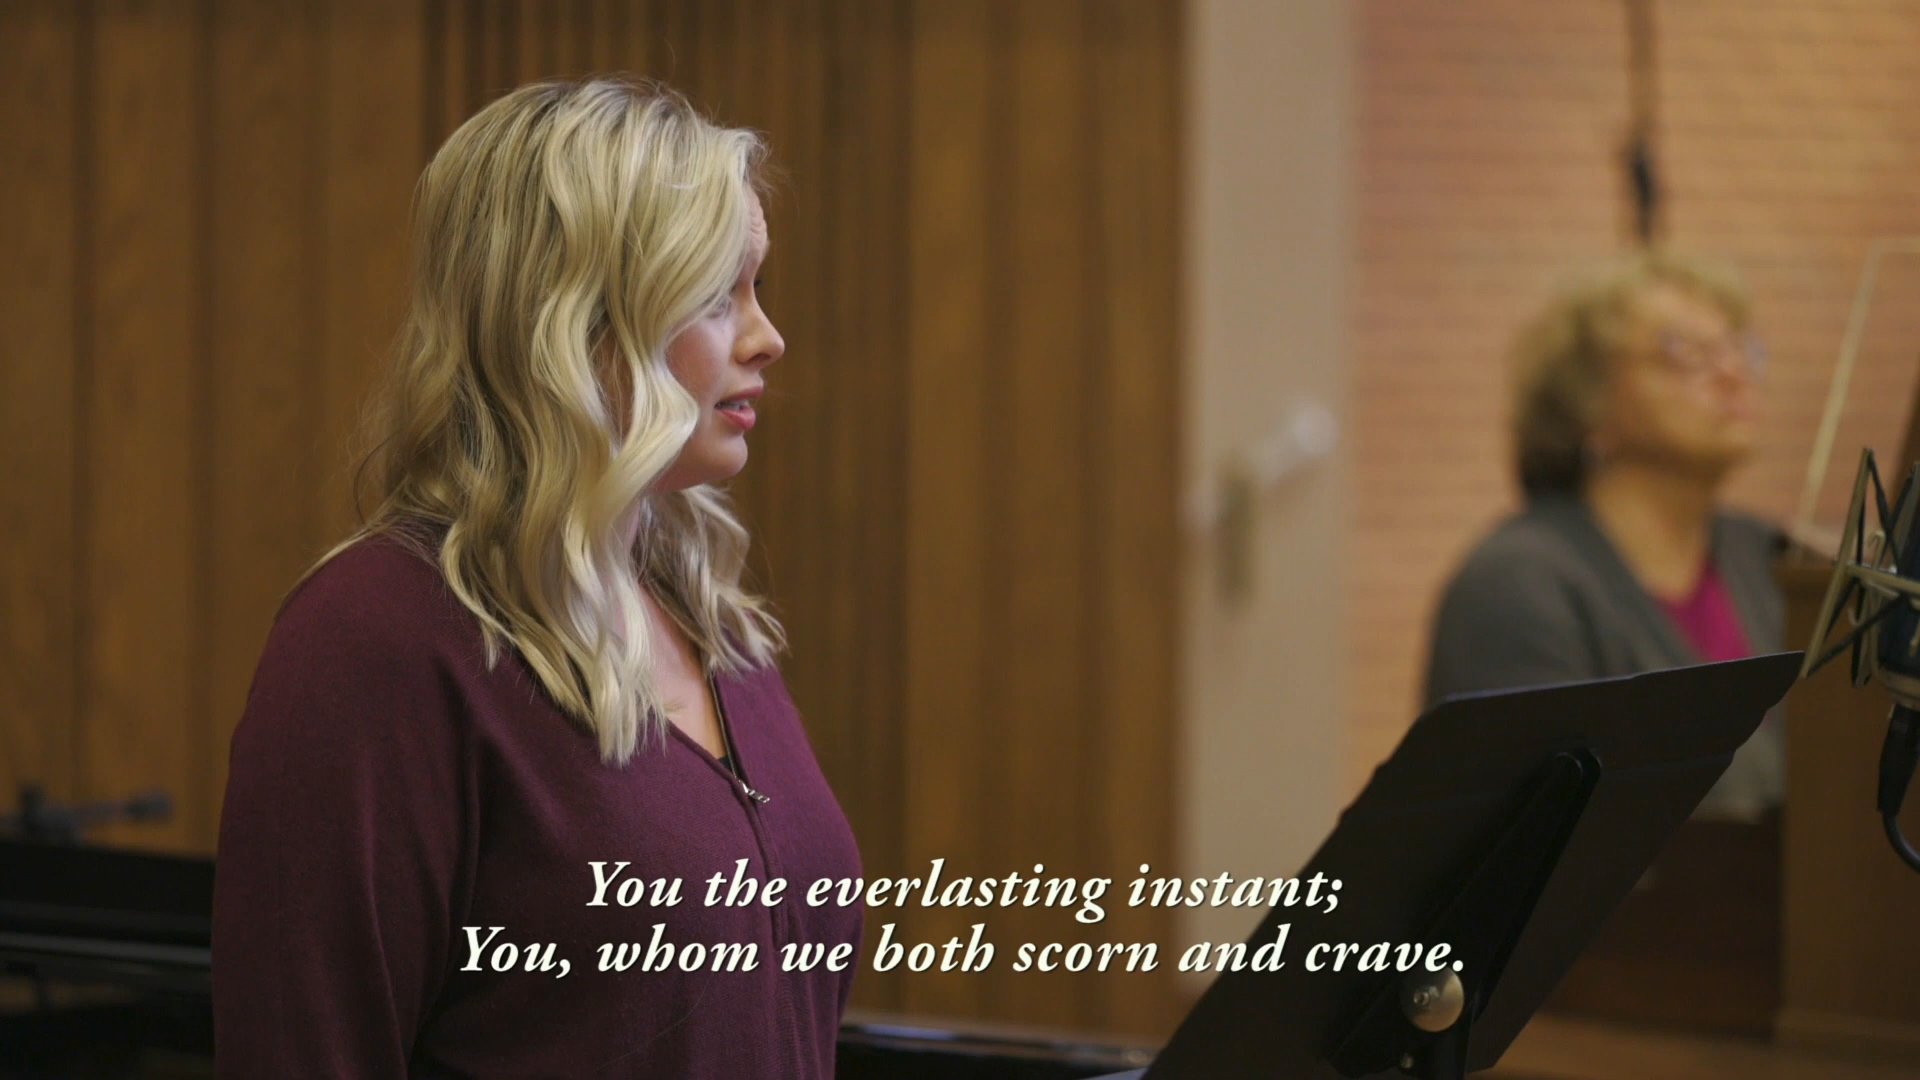 You the everlasting instant;
You, whom we both scorn and crave.